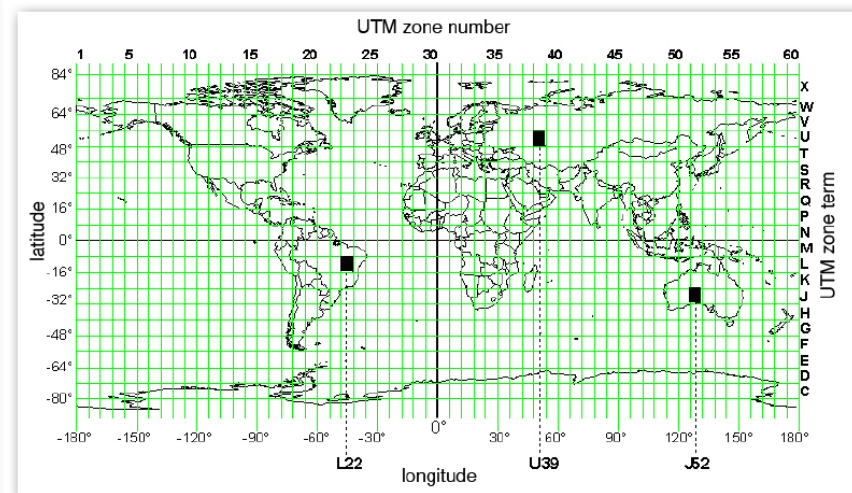 UTM zone number
1 5 10 15 20 25 30 35 40 45 50 55 60
84°
64°
48°
32°
16°
0°
-16°
-32°
-48°
-64°
-80°
latitude
X
W
V
U
T
S
R
Q
P
N
M
L
K
J
H
G
F
E
D
C
UTM zone term
-180° -120° -90° -60° -30° 0° 30° 60° 90° 120° 150° 180°
L22 U39 J52
longitude